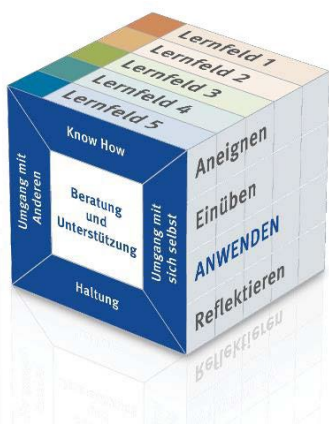 Lernfeld 1
Lernfeld 2
Lernfeld 3
Lernfeld 4
Lernfeld 5
Know How
Umgang mit
Anderen
Beratung
und
Unterstützung
Umgang mit
sich selbst
Haltung
Aneignen
Einüben
ANWENDEN
Reflektieren